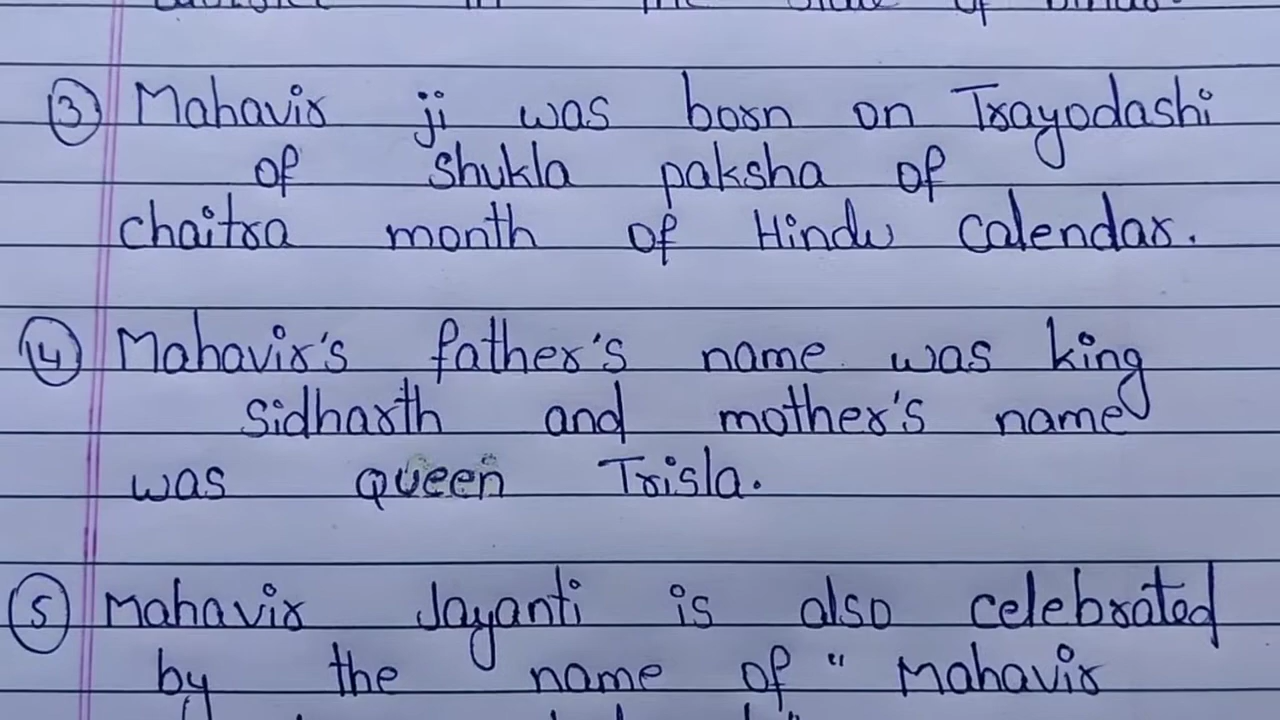 ③ Mahavir ji was born on Trayodashi
of shukla paksha of
chaitra month of Hindu calendar.
④ Mahavir's father's name was king
Sidharth and mother's name
was queen Trisla.
⑤ Mahavir Jayanti is also celebrated
by the name of " Mahavir